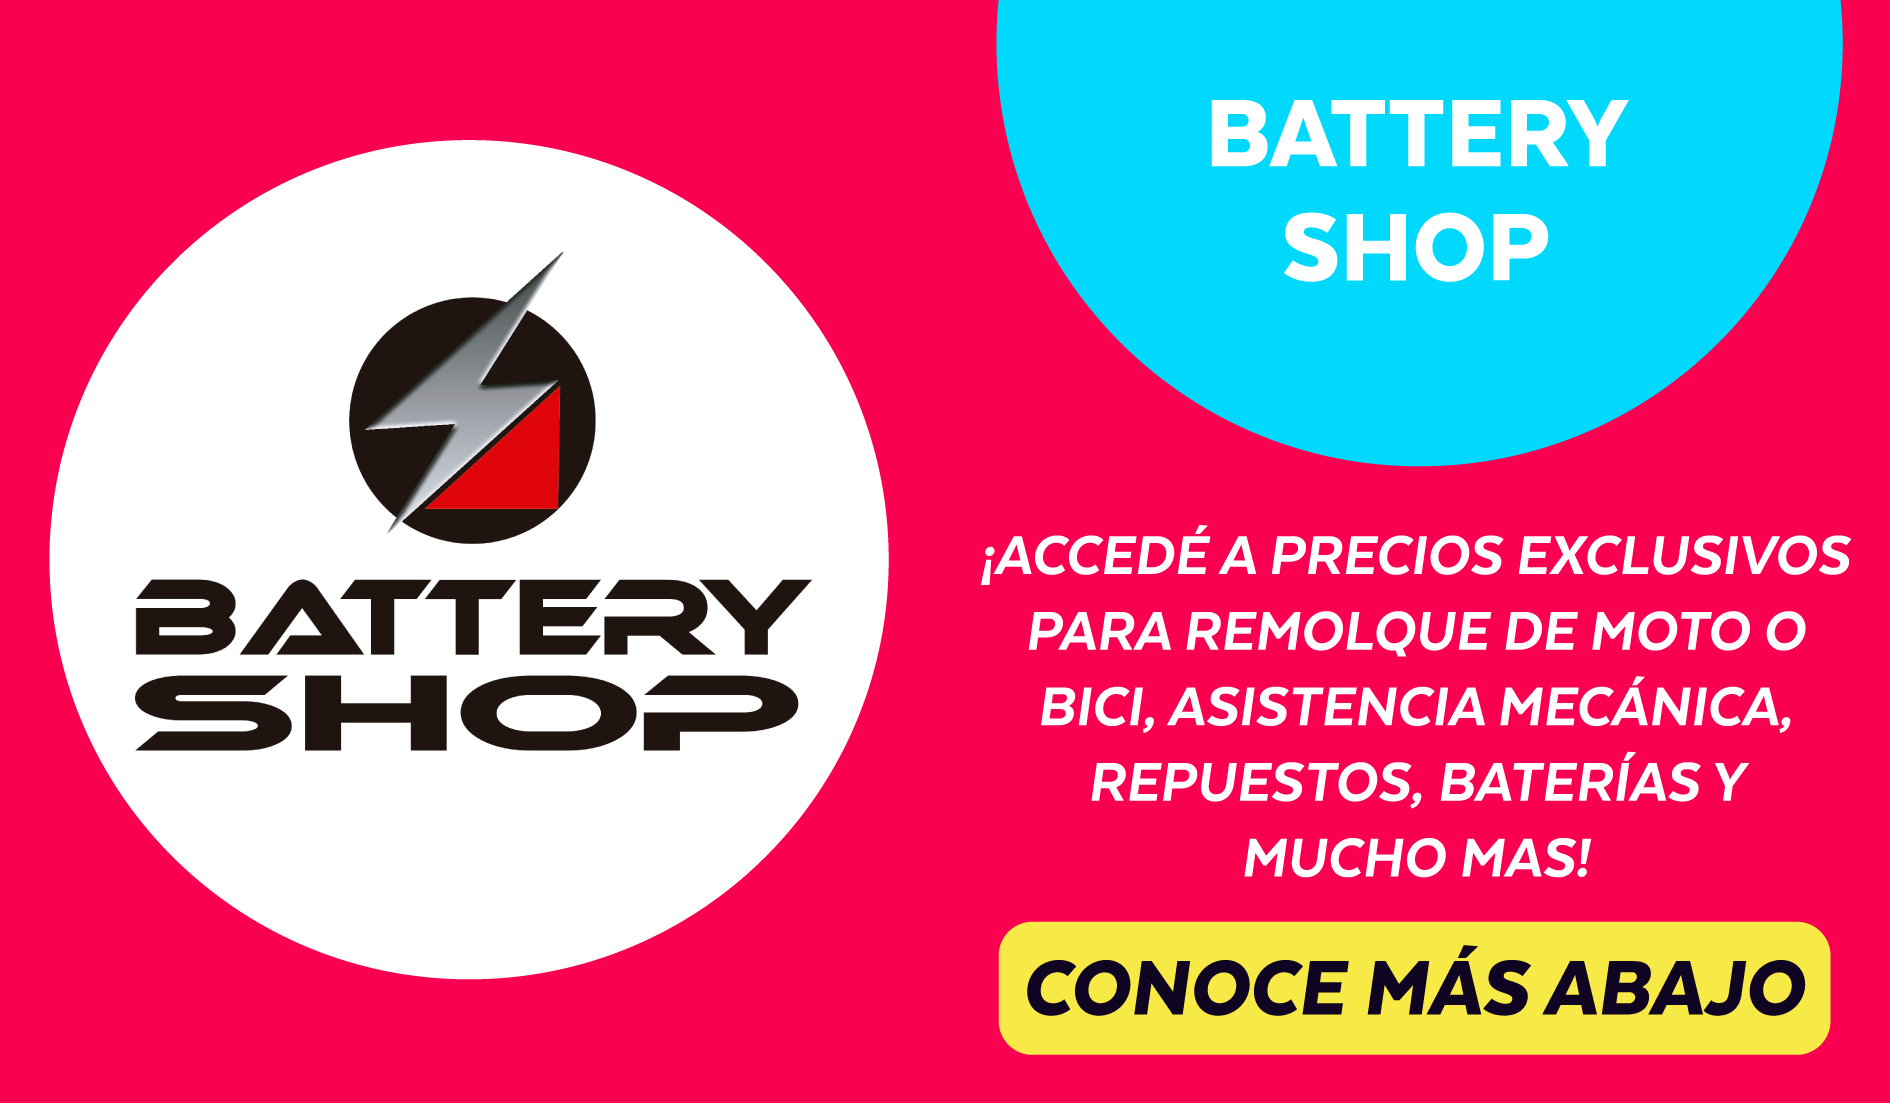 BATTERY
SHOP
BATTERY
SHOP
¡ACCEDÉ A PRECIOS EXCLUSIVOS
PARA REMOLQUE DE MOTO O
BICI, ASISTENCIA MECÁNICA,
REPUESTOS, BATERÍAS Y
MUCHO MAS!
CONOCE MÁS ABAJO